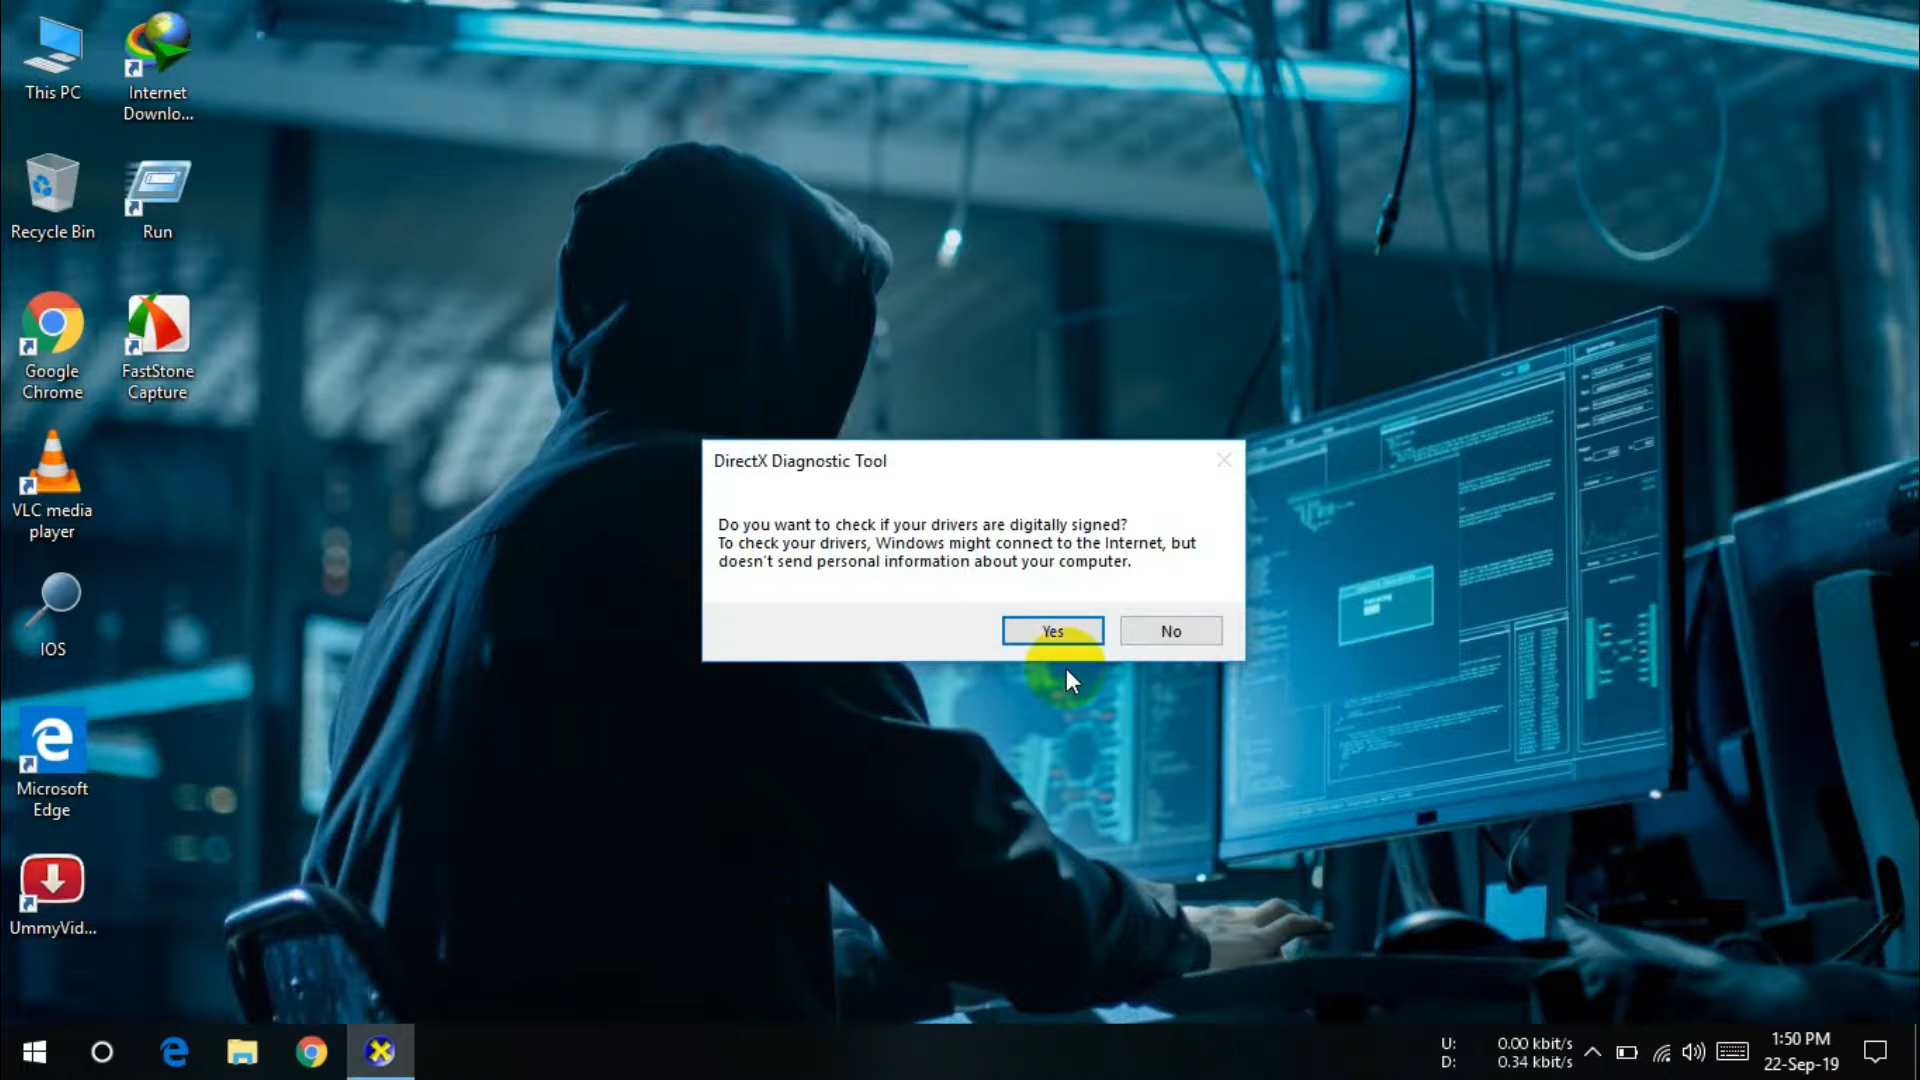 This PC
Internet
Downlo...
Recycle Bin
Run
Google
Chrome
FastStone
Capture
VLC media
player
IOS
Microsoft
Edge
UmmyVid...
DirectX Diagnostic Tool
Do you want to check if your drivers are digitally signed?
To check your drivers, Windows might connect to the Internet, but
doesn't send personal information about your computer.
Yes
No
U: 0.00 kbit/s
D: 0.34 kbit/s
1:50 PM
22-Sep-19